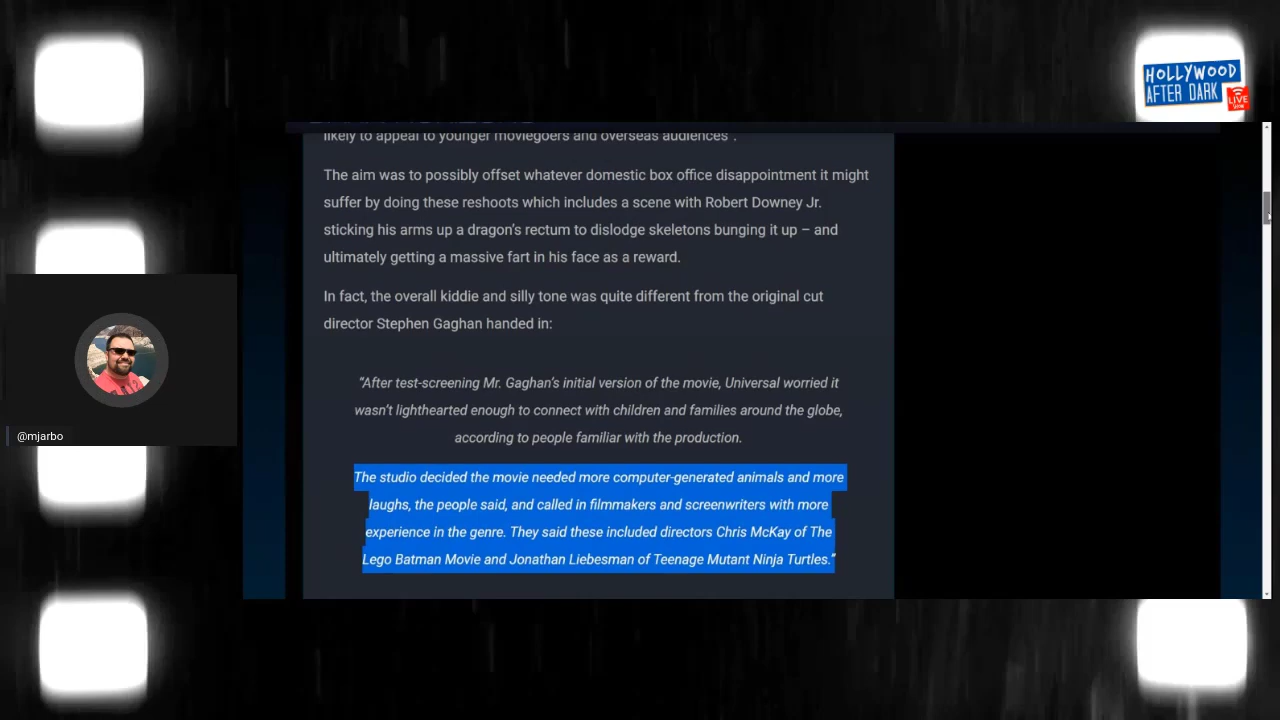 HOLLYWOOD
AFTER DARK
LIVE
SHOW
likely to appeal to younger moviegoers and overseas audiences".
The aim was to possibly offset whatever domestic box office disappointment it might
suffer by doing these reshoots which includes a scene with Robert Downey Jr.
sticking his arms up a dragon's rectum to dislodge skeletons bunging it up – and
ultimately getting a massive fart in his face as a reward.
In fact, the overall kiddie and silly tone was quite different from the original cut
director Stephen Gaghan handed in:
“After test-screening Mr. Gaghan’s initial version of the movie, Universal worried it
wasn’t lighthearted enough to connect with children and families around the globe,
according to people familiar with the production.
The studio decided the movie needed more computer-generated animals and more
laughs, the people said, and called in filmmakers and screenwriters with more
experience in the genre. They said these included directors Chris McKay of The
Lego Batman Movie and Jonathan Liebesman of Teenage Mutant Ninja Turtles.”
@mjarbo